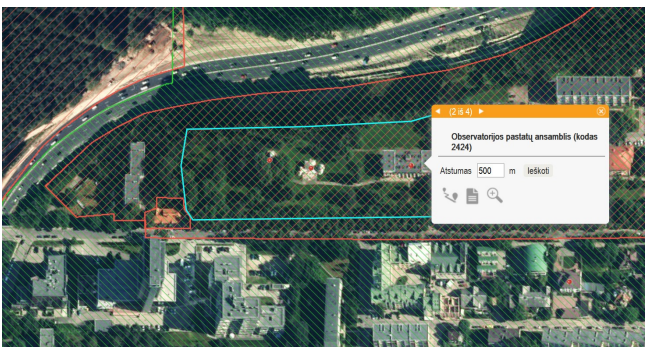 (2 iš 4)
Observatorijos pastatų ansamblis (kodas
2424)
Atstumas 500 m Ieškoti